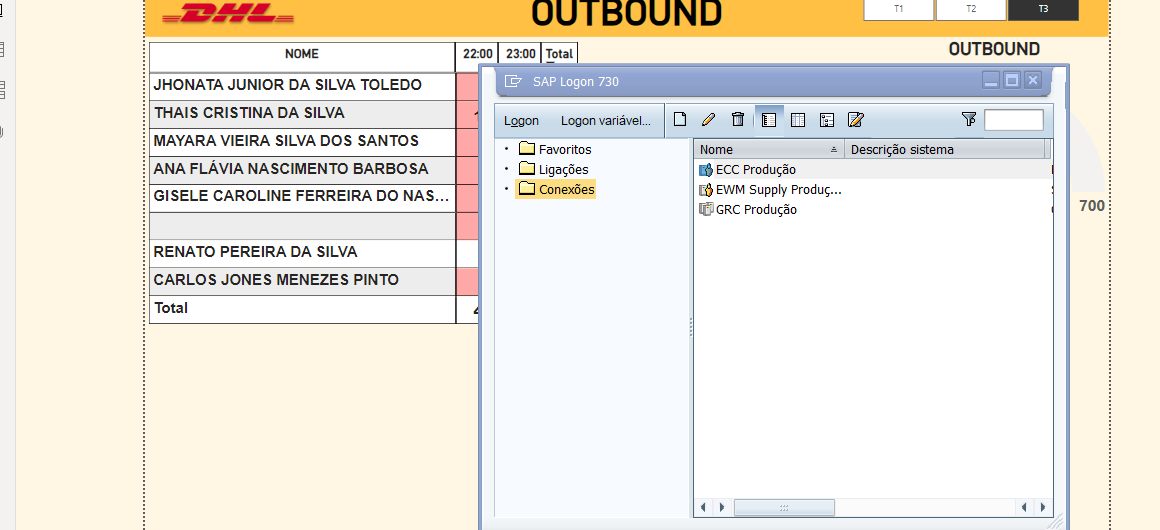 DHL
OUTBOUND
T1 T2 T3
NOME 22:00 23:00 Total
OUTBOUND
JHONATA JUNIOR DA SILVA TOLEDO
THAIS CRISTINA DA SILVA
MAYARA VIEIRA SILVA DOS SANTOS
ANA FLÁVIA NASCIMENTO BARBOSA
GISELE CAROLINE FERREIRA DO NAS...
RENATO PEREIRA DA SILVA
CARLOS JONES MENEZES PINTO
Total
700
SAP Logon 730
Logon Logon variável...
Favoritos
Ligações
Conexões
Nome Descrição sistema
ECC Produção
EWM Supply Produç...
GRC Produção